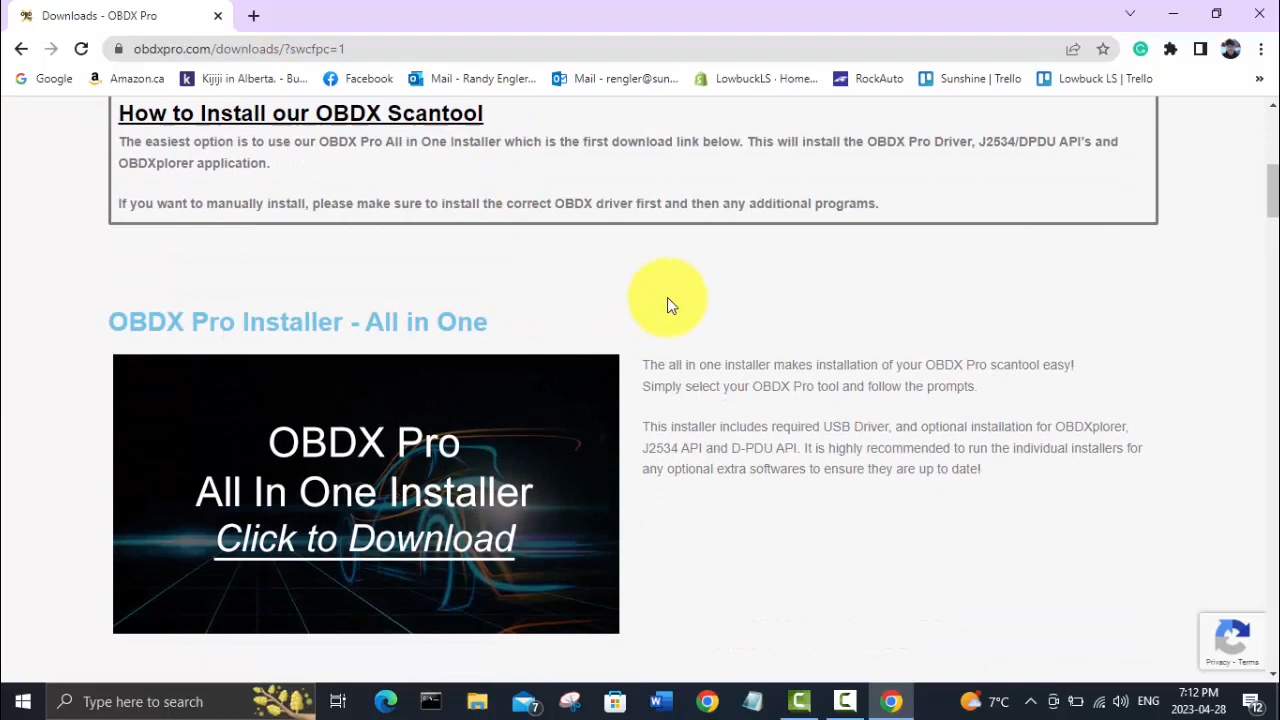 Downloads - OBDX Pro
obdxpro.com/downloads/?swcfpc=1
Google
Amazon.ca
Kijiji in Alberta. - Bu...
Facebook
Mail - Randy Engler...
Mail - rengler@sun...
LowbuckLS · Home...
RockAuto
Sunshine | Trello
Lowbuck LS | Trello
How to Install our OBDX Scantool
The easiest option is to use our OBDX Pro All in One Installer which is the first download link below. This will install the OBDX Pro Driver, J2534/DPDU API's and
OBDXplorer application.
If you want to manually install, please make sure to install the correct OBDX driver first and then any additional programs.
OBDX Pro Installer - All in One
OBDX Pro
All In One Installer
Click to Download
The all in one installer makes installation of your OBDX Pro scantool easy!
Simply select your OBDX Pro tool and follow the prompts.
This installer includes required USB Driver, and optional installation for OBDXplorer,
J2534 API and D-PDU API. It is highly recommended to run the individual installers for
any optional extra softwares to ensure they are up to date!
Privacy - Terms
Type here to search
7
7°C
ENG
7:12 PM
2023-04-28
12